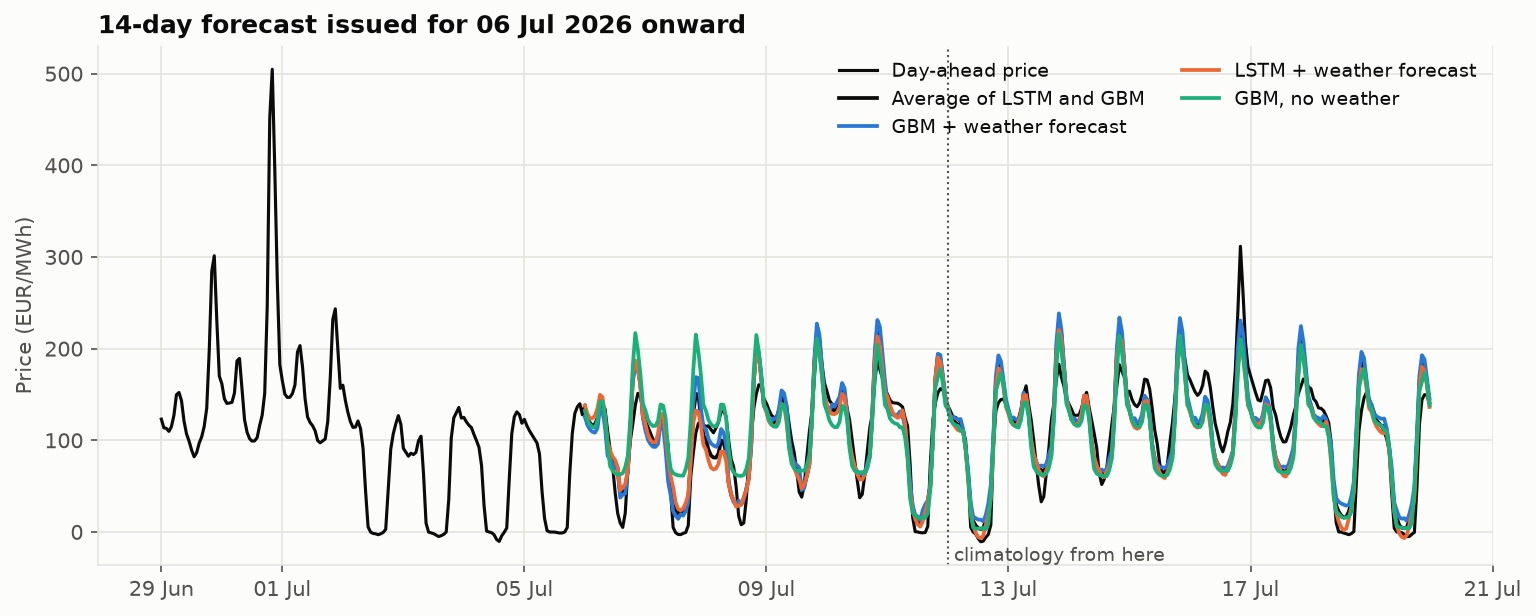 14-day forecast issued for 06 Jul 2026 onward
Day-ahead price
Average of LSTM and GBM
GBM + weather forecast
LSTM + weather forecast
GBM, no weather
Price (EUR/MWh)
500
400
300
200
100
0
climatology from here
29 Jun
01 Jul
05 Jul
09 Jul
13 Jul
17 Jul
21 Jul